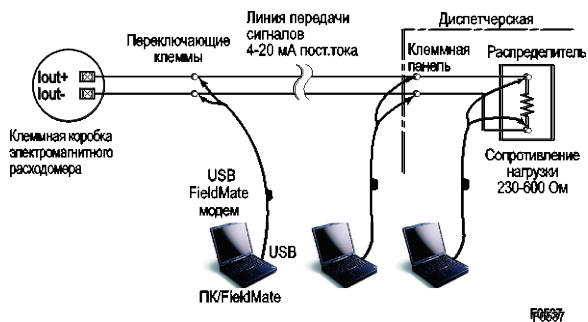 Диспетчерская
Линия передачи
сигналов
4-20 мА пост.тока
Переключающие
клеммы
Клеммная
панель
Распределитель
Iout+
Iout-
Клеммная коробка
электромагнитного
расходомера
Сопротивление
нагрузки
230-600 Ом
USB
FieldMate
модем
USB
ПК/FieldMate